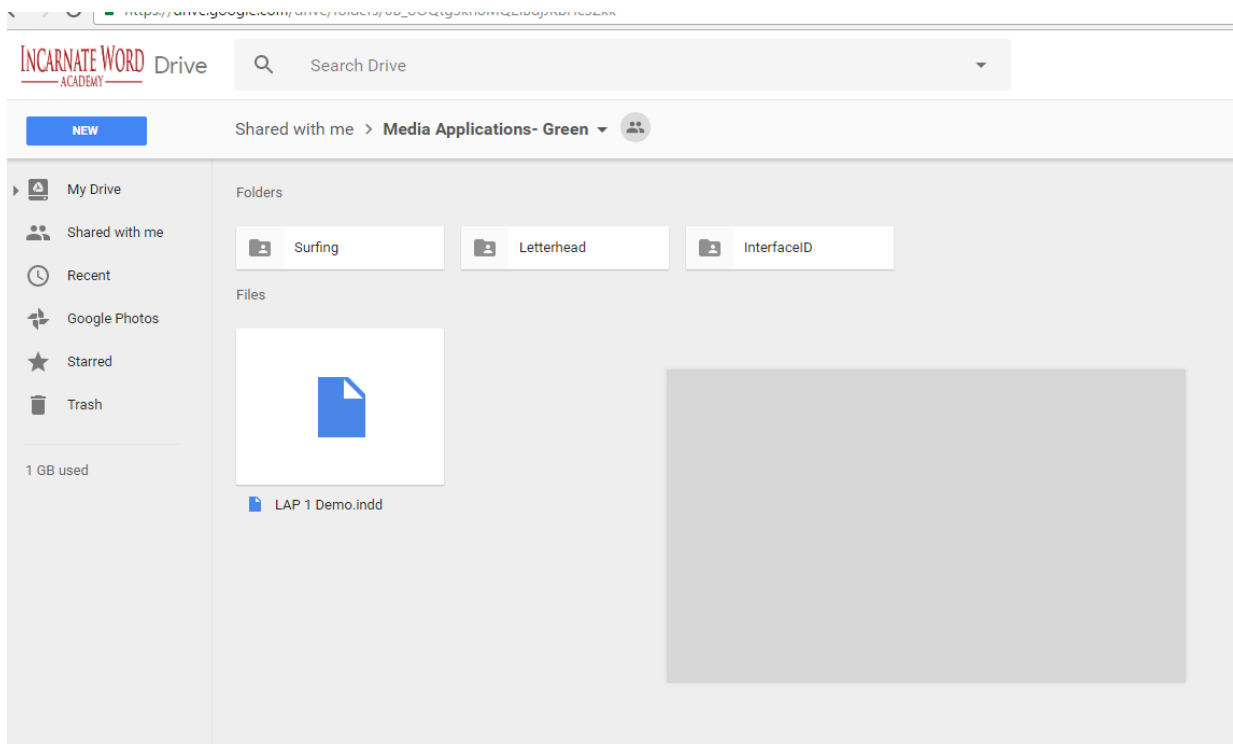 INCARNATE WORD
ACADEMY
Drive
Search Drive
NEW
Shared with me > Media Applications- Green
My Drive
Shared with me
Recent
Google Photos
Starred
Trash
1 GB used
Folders
Surfing
Letterhead
InterfaceID
Files
LAP 1 Demo.indd